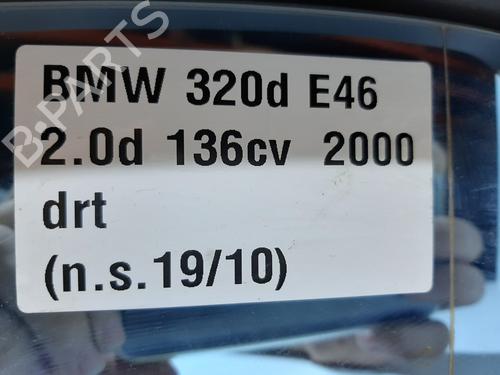 B-PARTS
BMW 320d E46
2.0d 136cv 2000
drt
(n.s.19/10)